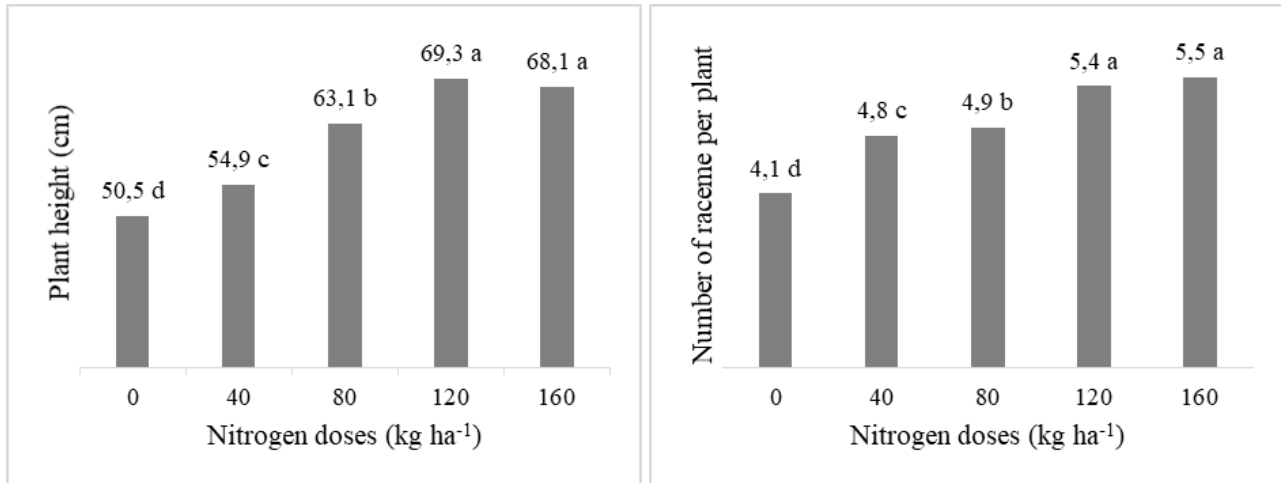 Plant height (cm)
50,5 d
54,9 c
63,1 b
69,3 a
68,1 a
0 40 80 120 160
Nitrogen doses (kg ha⁻¹)
Number of raceme per plant
4,1 d
4,8 c
4,9 b
5,4 a
5,5 a
0 40 80 120 160
Nitrogen doses (kg ha⁻¹)